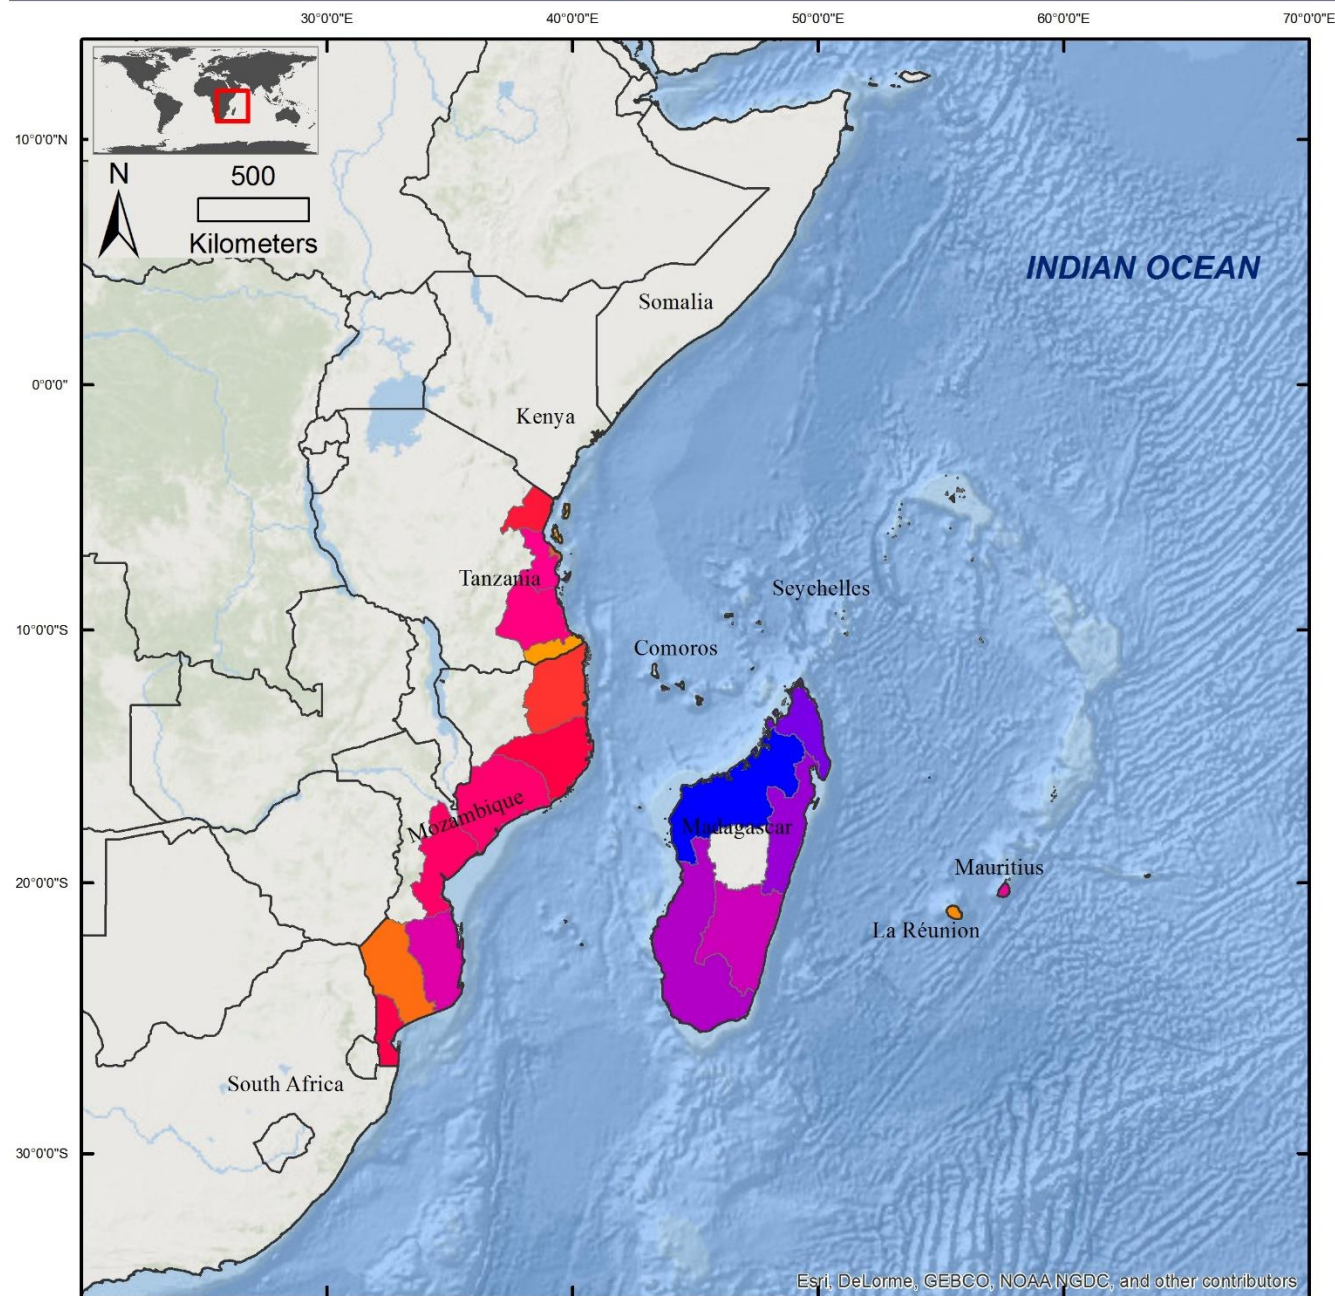 30°0'0"E
40°0'0"E
50°0'0"E
60°0'0"E
70°0'0"E
10°0'0"N
N
500
Kilometers
INDIAN OCEAN
Somalia
0°0'0"
Kenya
Tanzania
Seychelles
10°0'0"S
Comoros
Mozambique
Madagascar
Mauritius
20°0'0"S
La Réunion
South Africa
30°0'0"S
Esri, DeLorme, GEBCO, NOAA NGDC, and other contributors